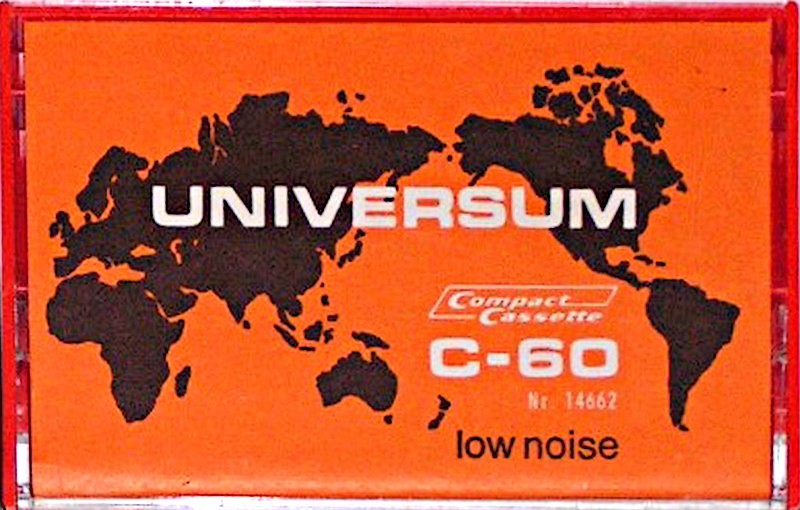 UNIVERSUM
Compact
Cassette
C-60
Nr. 14662
low noise